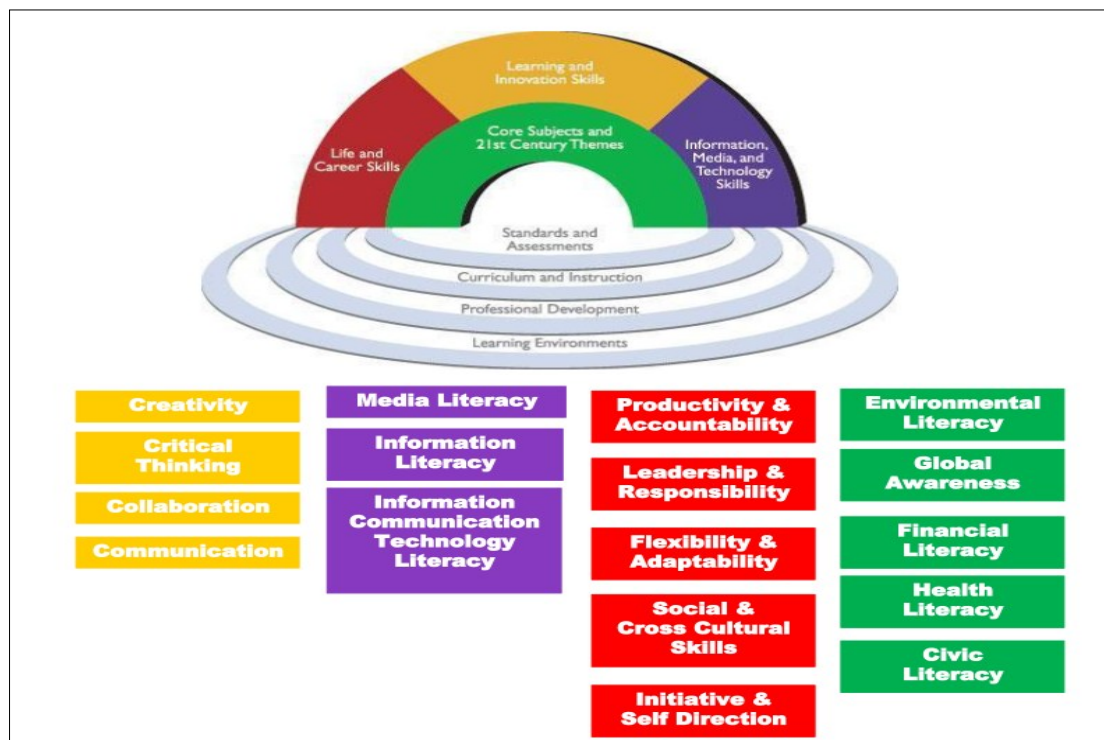 Learning and
Innovation Skills
Core Subjects and
21st Century Themes
Life and
Career Skills
Information,
Media, and
Technology
Skills
Standards and
Assessments
Curriculum and Instruction
Professional Development
Learning Environments
Creativity
Critical
Thinking
Collaboration
Communication
Media Literacy
Information
Literacy
Information
Communication
Technology
Literacy
Productivity &
Accountability
Leadership &
Responsibility
Flexibility &
Adaptability
Social &
Cross Cultural
Skills
Initiative &
Self Direction
Environmental
Literacy
Global
Awareness
Financial
Literacy
Health
Literacy
Civic
Literacy